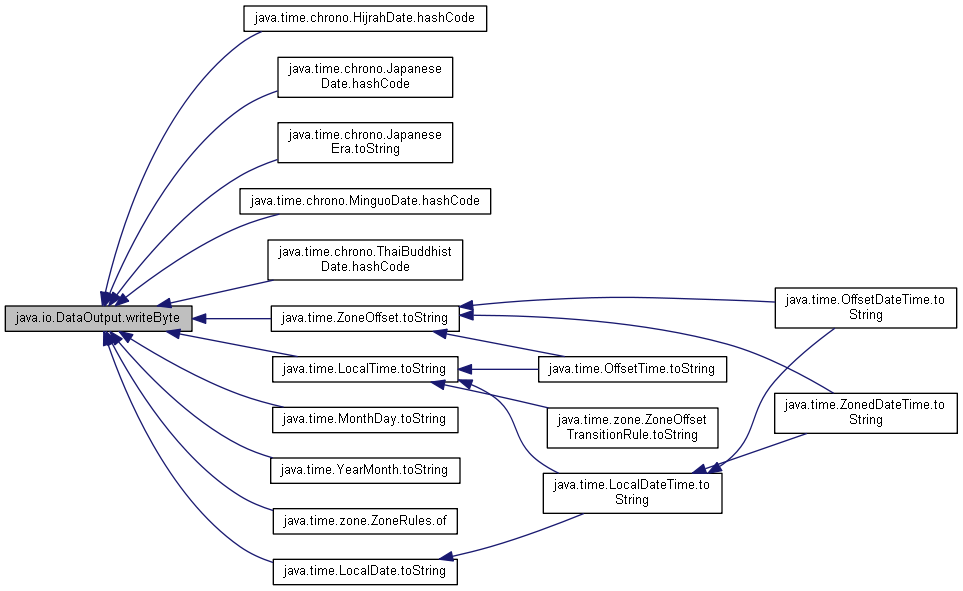 java.time.chrono.HijrahDate.hashCode
java.time.chrono.Japanese
Date.hashCode
java.time.chrono.Japanese
Era.toString
java.time.chrono.MinguoDate.hashCode
java.time.chrono.ThaiBuddhist
Date.hashCode
java.io.DataOutput.writeByte
java.time.ZoneOffset.toString
java.time.LocalTime.toString
java.time.MonthDay.toString
java.time.YearMonth.toString
java.time.zone.ZoneRules.of
java.time.LocalDate.toString
java.time.OffsetTime.toString
java.time.zone.ZoneOffset
TransitionRule.toString
java.time.LocalDateTime.to
String
java.time.OffsetDateTime.to
String
java.time.ZonedDateTime.to
String